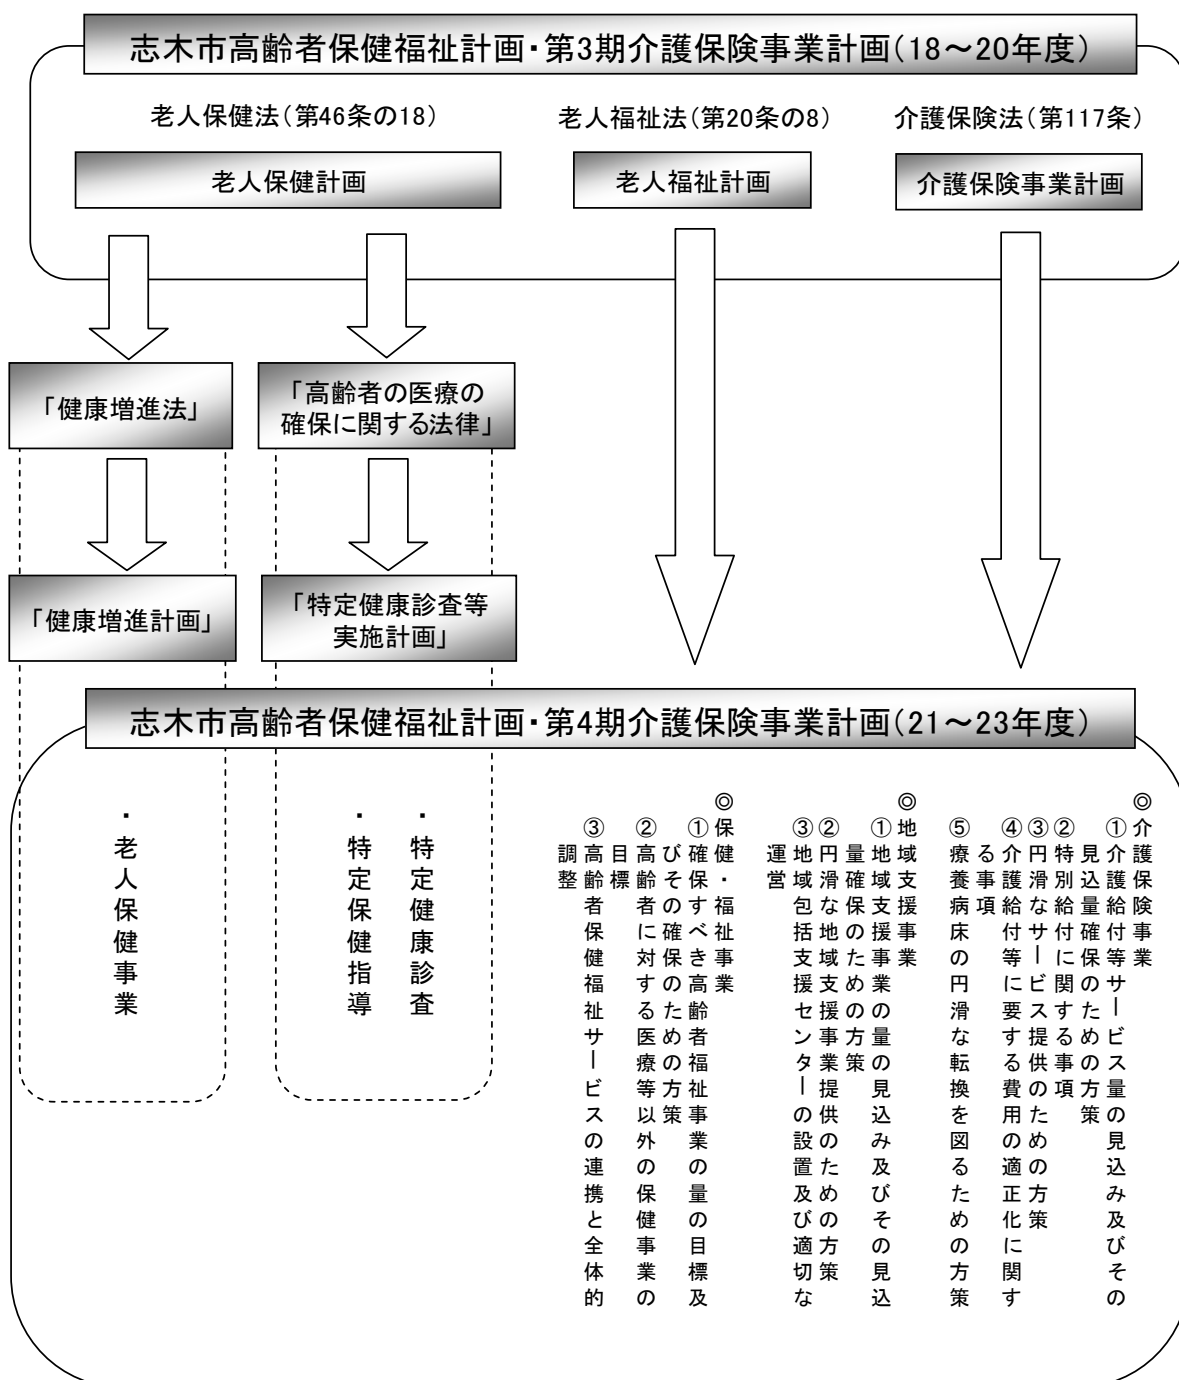 志木市高齢者保健福祉計画・第3期介護保険事業計画(18～20年度)
老人保健法(第46条の18)
老人福祉法(第20条の8)
介護保険法(第117条)
老人保健計画
老人福祉計画
介護保険事業計画
「健康増進法」
「高齢者の医療の
確保に関する法律」
「健康増進計画」
「特定健康診査等
実施計画」
志木市高齢者保健福祉計画・第4期介護保険事業計画(21～23年度)
◎介護保険事業
①介護給付等サービス量の見込み及びその
見込量確保のための方策
②特別給付に関する事項
③円滑なサービス提供のための方策
④介護給付等に要する費用の適正化に関す
る事項
⑤療養病床の円滑な転換を図るための方策
◎地域支援事業
①地域支援事業の量の見込み及びその見込
量確保のための方策
②円滑な地域支援事業提供のための方策
③地域包括支援センターの設置及び適切な
運営
◎保健・福祉事業
①確保すべき高齢者福祉事業の量の目標及
びその確保のための方策
②高齢者に対する医療等以外の保健事業の
目標
③高齢者保健福祉サービスの連携と全体的
調整
・特定健康診査
・特定保健指導
・老人保健事業